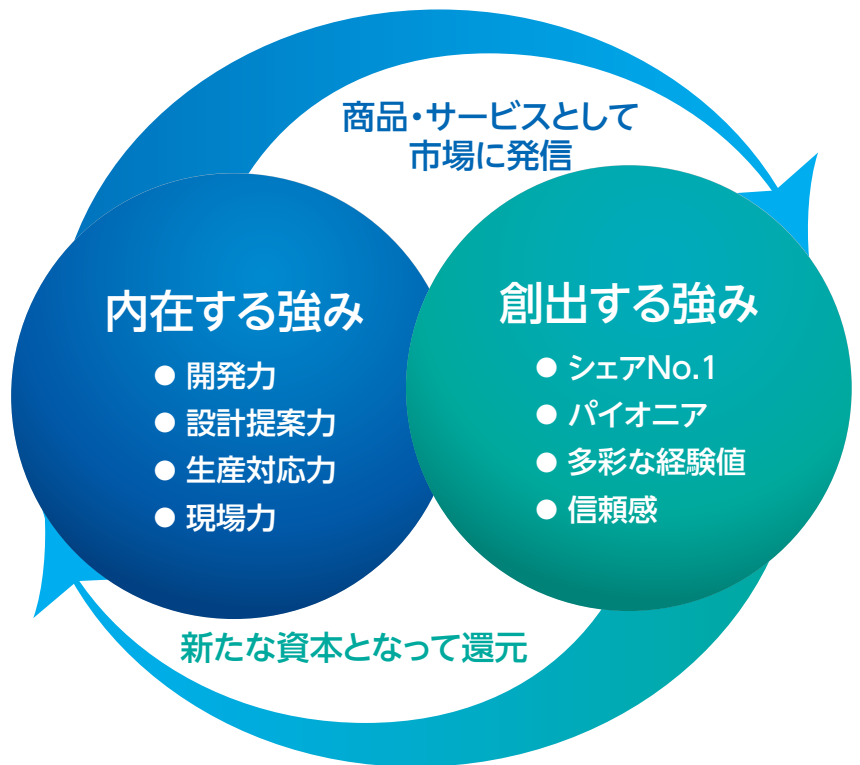 商品・サービスとして
市場に発信
内在する強み
● 開発力
● 設計提案力
● 生産対応力
● 現場力
創出する強み
● シェアNo.1
● パイオニア
● 多彩な経験値
● 信頼感
新たな資本となって還元